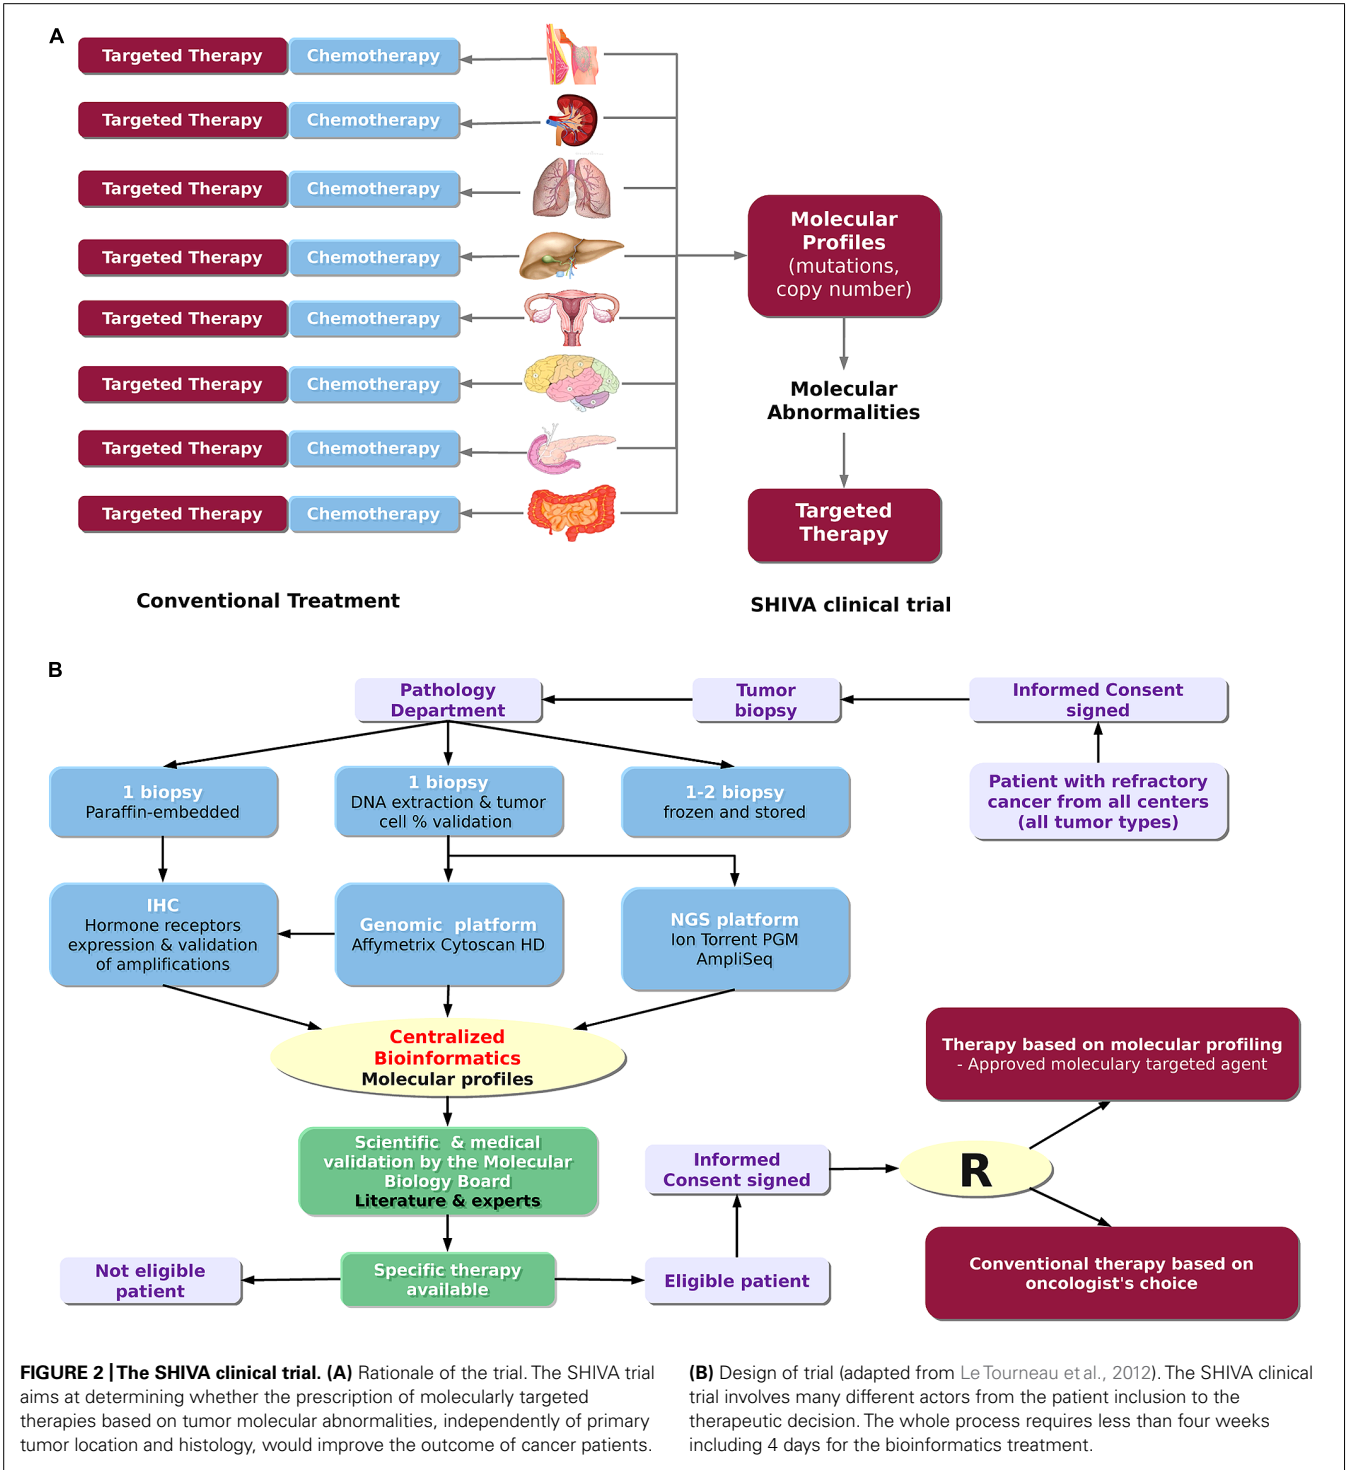 A
Targeted Therapy Chemotherapy
Targeted Therapy Chemotherapy
Targeted Therapy Chemotherapy
Targeted Therapy Chemotherapy
Targeted Therapy Chemotherapy
Targeted Therapy Chemotherapy
Targeted Therapy Chemotherapy
Targeted Therapy Chemotherapy
Conventional Treatment
Molecular
Profiles
(mutations,
copy number)
Molecular
Abnormalities
Targeted
Therapy
SHIVA clinical trial
B
Pathology
Department
Tumor
biopsy
Informed Consent
signed
Patient with refractory
cancer from all centers
(all tumor types)
1 biopsy
Paraffin-embedded
1 biopsy
DNA extraction & tumor
cell % validation
1-2 biopsy
frozen and stored
IHC
Hormone receptors
expression & validation
of amplifications
Genomic platform
Affymetrix Cytoscan HD
NGS platform
Ion Torrent PGM
AmpliSeq
Centralized
Bioinformatics
Molecular profiles
Scientific & medical
validation by the Molecular
Biology Board
Literature & experts
Specific therapy
available
Not eligible
patient
Eligible patient
Informed
Consent signed
R
Therapy based on molecular profiling
- Approved moleculary targeted agent
Conventional therapy based on
oncologist's choice
FIGURE 2 | The SHIVA clinical trial. (A) Rationale of the trial. The SHIVA trial
aims at determining whether the prescription of molecularly targeted
therapies based on tumor molecular abnormalities, independently of primary
tumor location and histology, would improve the outcome of cancer patients.
(B) Design of trial (adapted from Le Tourneau et al., 2012). The SHIVA clinical
trial involves many different actors from the patient inclusion to the
therapeutic decision. The whole process requires less than four weeks
including 4 days for the bioinformatics treatment.